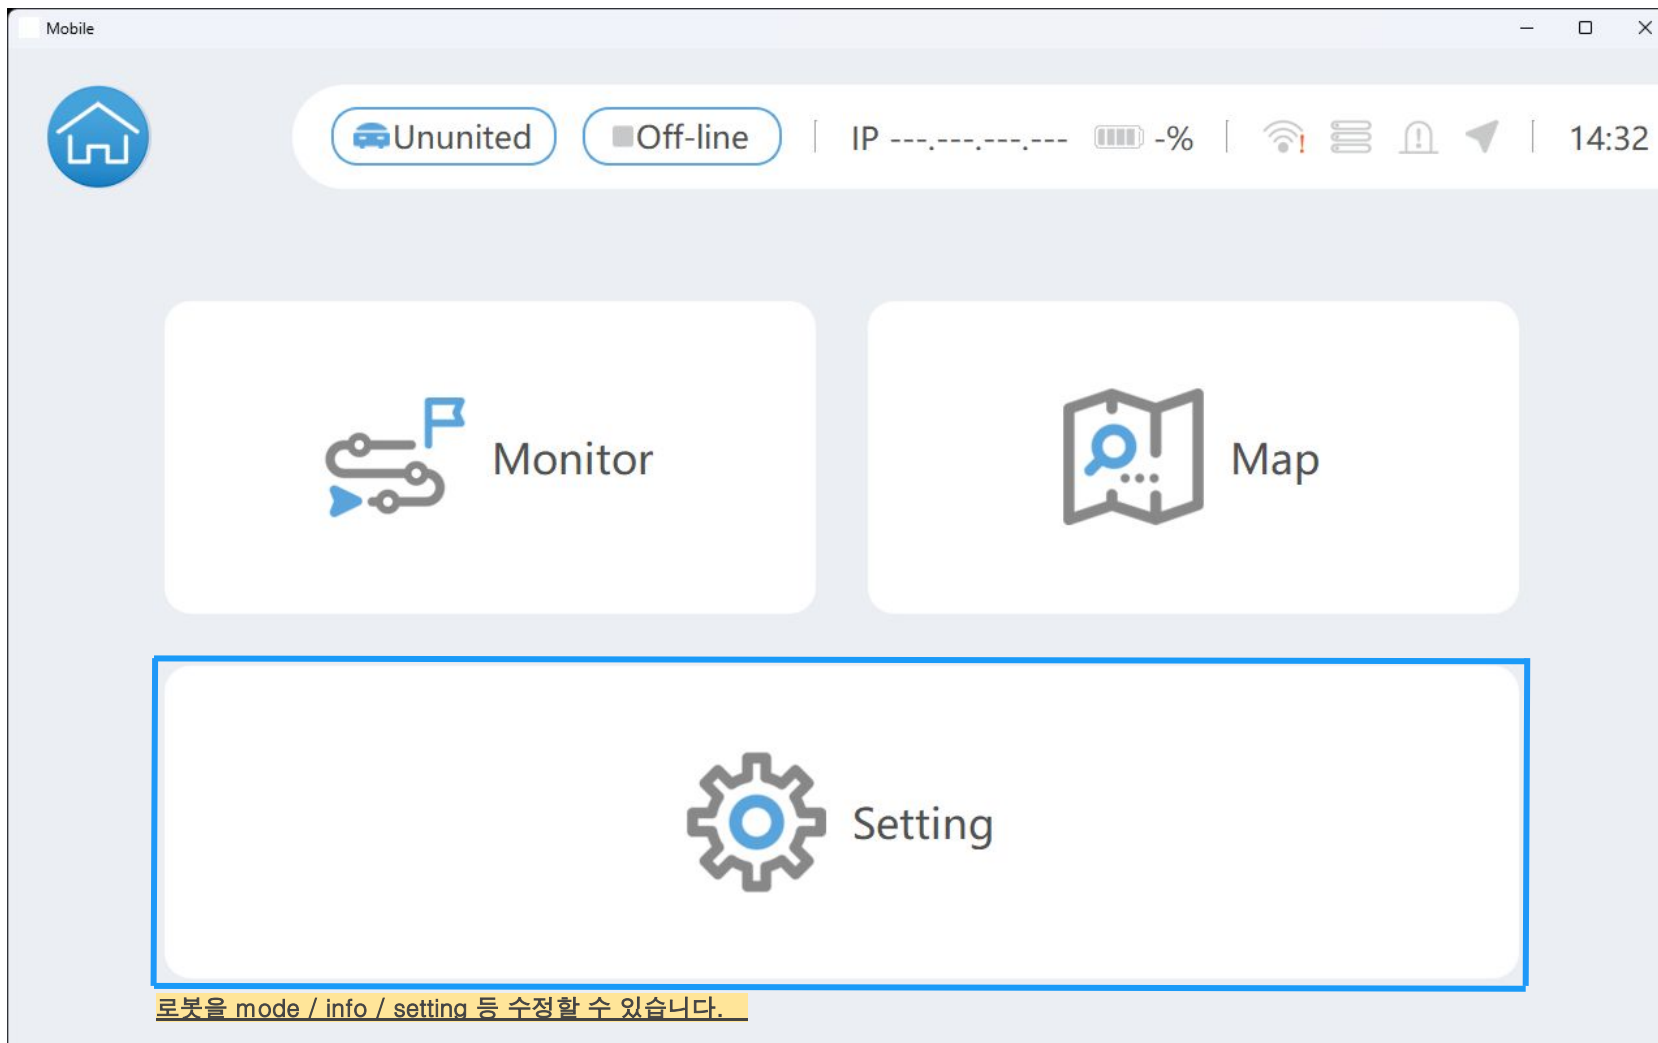 Mobile
Ununited
Off-line
IP ---.---.---.---
-%
14:32
Monitor
Map
Setting
로봇을 mode / info / setting 등 수정할 수 있습니다.